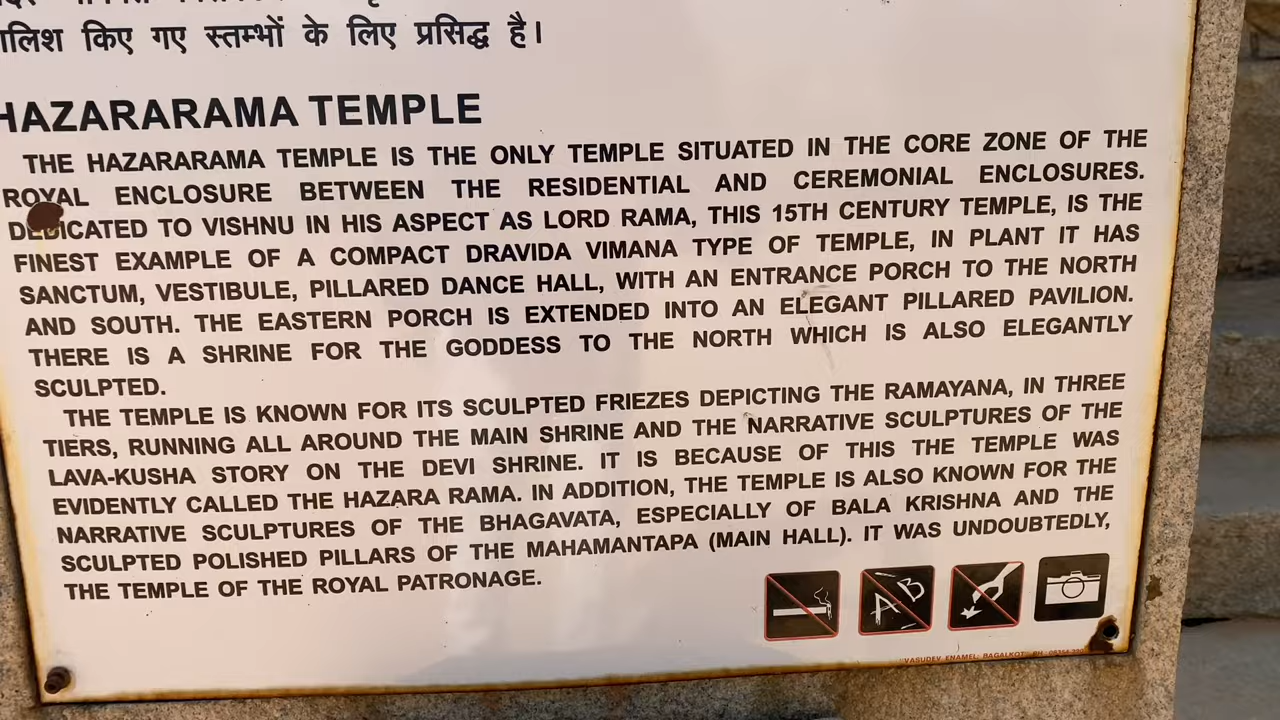 पालिश किए गए स्तम्भों के लिए प्रसिद्ध है।
HAZARARAMA TEMPLE
THE HAZARARAMA TEMPLE IS THE ONLY TEMPLE SITUATED IN THE CORE ZONE OF THE
ROYAL ENCLOSURE BETWEEN THE RESIDENTIAL AND CEREMONIAL ENCLOSURES.
DEDICATED TO VISHNU IN HIS ASPECT AS LORD RAMA, THIS 15TH CENTURY TEMPLE, IS THE
FINEST EXAMPLE OF A COMPACT DRAVIDA VIMANA TYPE OF TEMPLE, IN PLANT IT HAS
SANCTUM, VESTIBULE, PILLARED DANCE HALL, WITH AN ENTRANCE PORCH TO THE NORTH
AND SOUTH. THE EASTERN PORCH IS EXTENDED INTO AN ELEGANT PILLARED PAVILION.
THERE IS A SHRINE FOR THE GODDESS TO THE NORTH WHICH IS ALSO ELEGANTLY
SCULPTED.
THE TEMPLE IS KNOWN FOR ITS SCULPTED FRIEZES DEPICTING THE RAMAYANA, IN THREE
TIERS, RUNNING ALL AROUND THE MAIN SHRINE AND THE NARRATIVE SCULPTURES OF THE
LAVA-KUSHA STORY ON THE DEVI SHRINE. IT IS BECAUSE OF THIS THE TEMPLE WAS
EVIDENTLY CALLED THE HAZARA RAMA. IN ADDITION, THE TEMPLE IS ALSO KNOWN FOR THE
NARRATIVE SCULPTURES OF THE BHAGAVATA, ESPECIALLY OF BALA KRISHNA AND THE
SCULPTED POLISHED PILLARS OF THE MAHAMANTAPA (MAIN HALL). IT WAS UNDOUBTEDLY,
THE TEMPLE OF THE ROYAL PATRONAGE.
A B
"VASUDEV ENAMEL, BAGALKOT" PH.